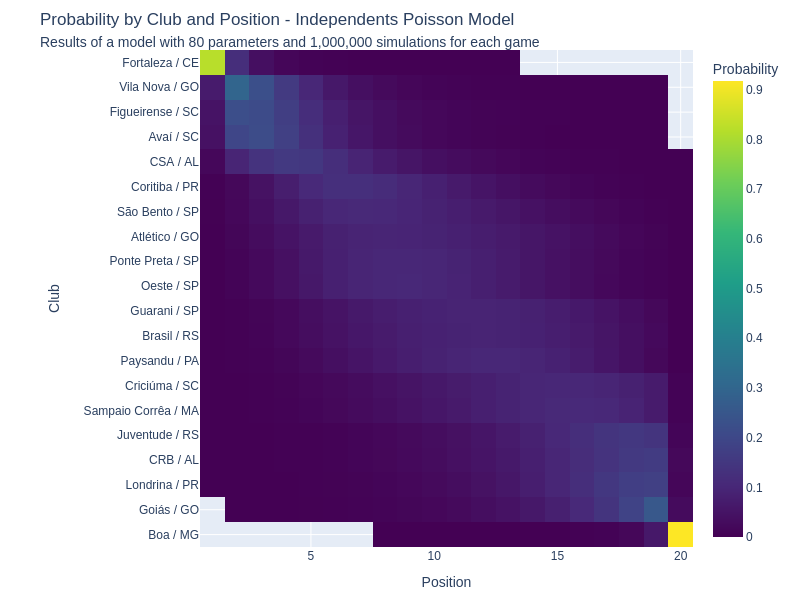 Probability by Club and Position - Independents Poisson Model
Results of a model with 80 parameters and 1,000,000 simulations for each game
Probability
Club
Fortaleza / CE
Vila Nova / GO
Figueirense / SC
Avaí / SC
CSA / AL
Coritiba / PR
São Bento / SP
Atlético / GO
Ponte Preta / SP
Oeste / SP
Guarani / SP
Brasil / RS
Paysandu / PA
Criciúma / SC
Sampaio Corrêa / MA
Juventude / RS
CRB / AL
Londrina / PR
Goiás / GO
Boa / MG
0.9
0.8
0.7
0.6
0.5
0.4
0.3
0.2
0.1
0
5 10 15 20
Position